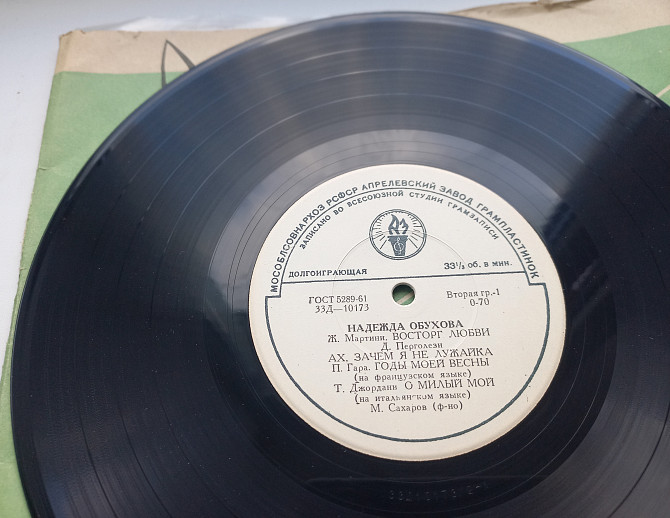 МОСОБЛСОВНАРХОЗ РСФСР АПРЕЛЕВСКИЙ ЗАВОД ГРАМПЛАСТИНОК
ЗАПИСАНО ВО ВСЕСОЮЗНОЙ СТУДИИ ГРАМЗАПИСИ
ДОЛГОИГРАЮЩАЯ 33⅓ об. в мин.
ГОСТ 5289-61 Вторая гр.-1
33Д—10173 0-70
НАДЕЖДА ОБУХОВА
Ж. Мартини. ВОСТОРГ ЛЮБВИ
Д. Перголези
АХ, ЗАЧЕМ Я НЕ ЛУЖАЙКА
П. Гара. ГОДЫ МОЕЙ ВЕСНЫ
(на французском языке)
Т. Джордани О МИЛЫЙ МОЙ
(на итальянском языке)
М. Сахаров (ф-но)